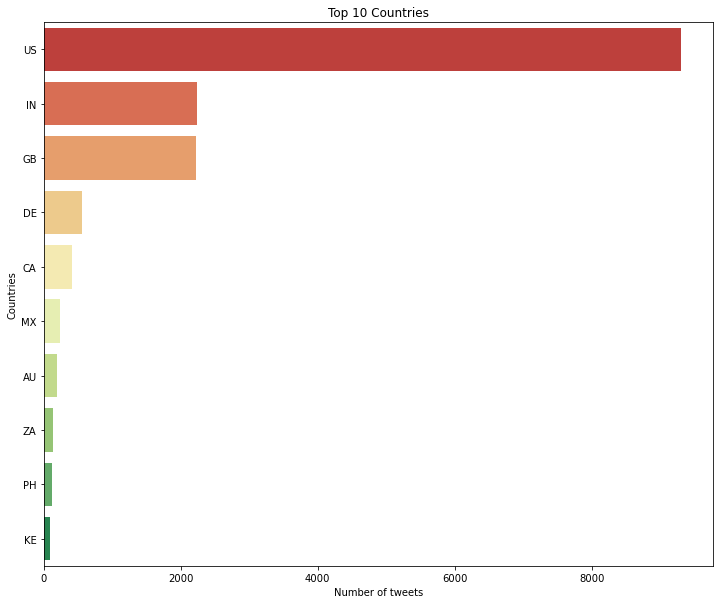 Top 10 Countries
Countries
US
IN
GB
DE
CA
MX
AU
ZA
PH
KE
0 2000 4000 6000 8000
Number of tweets